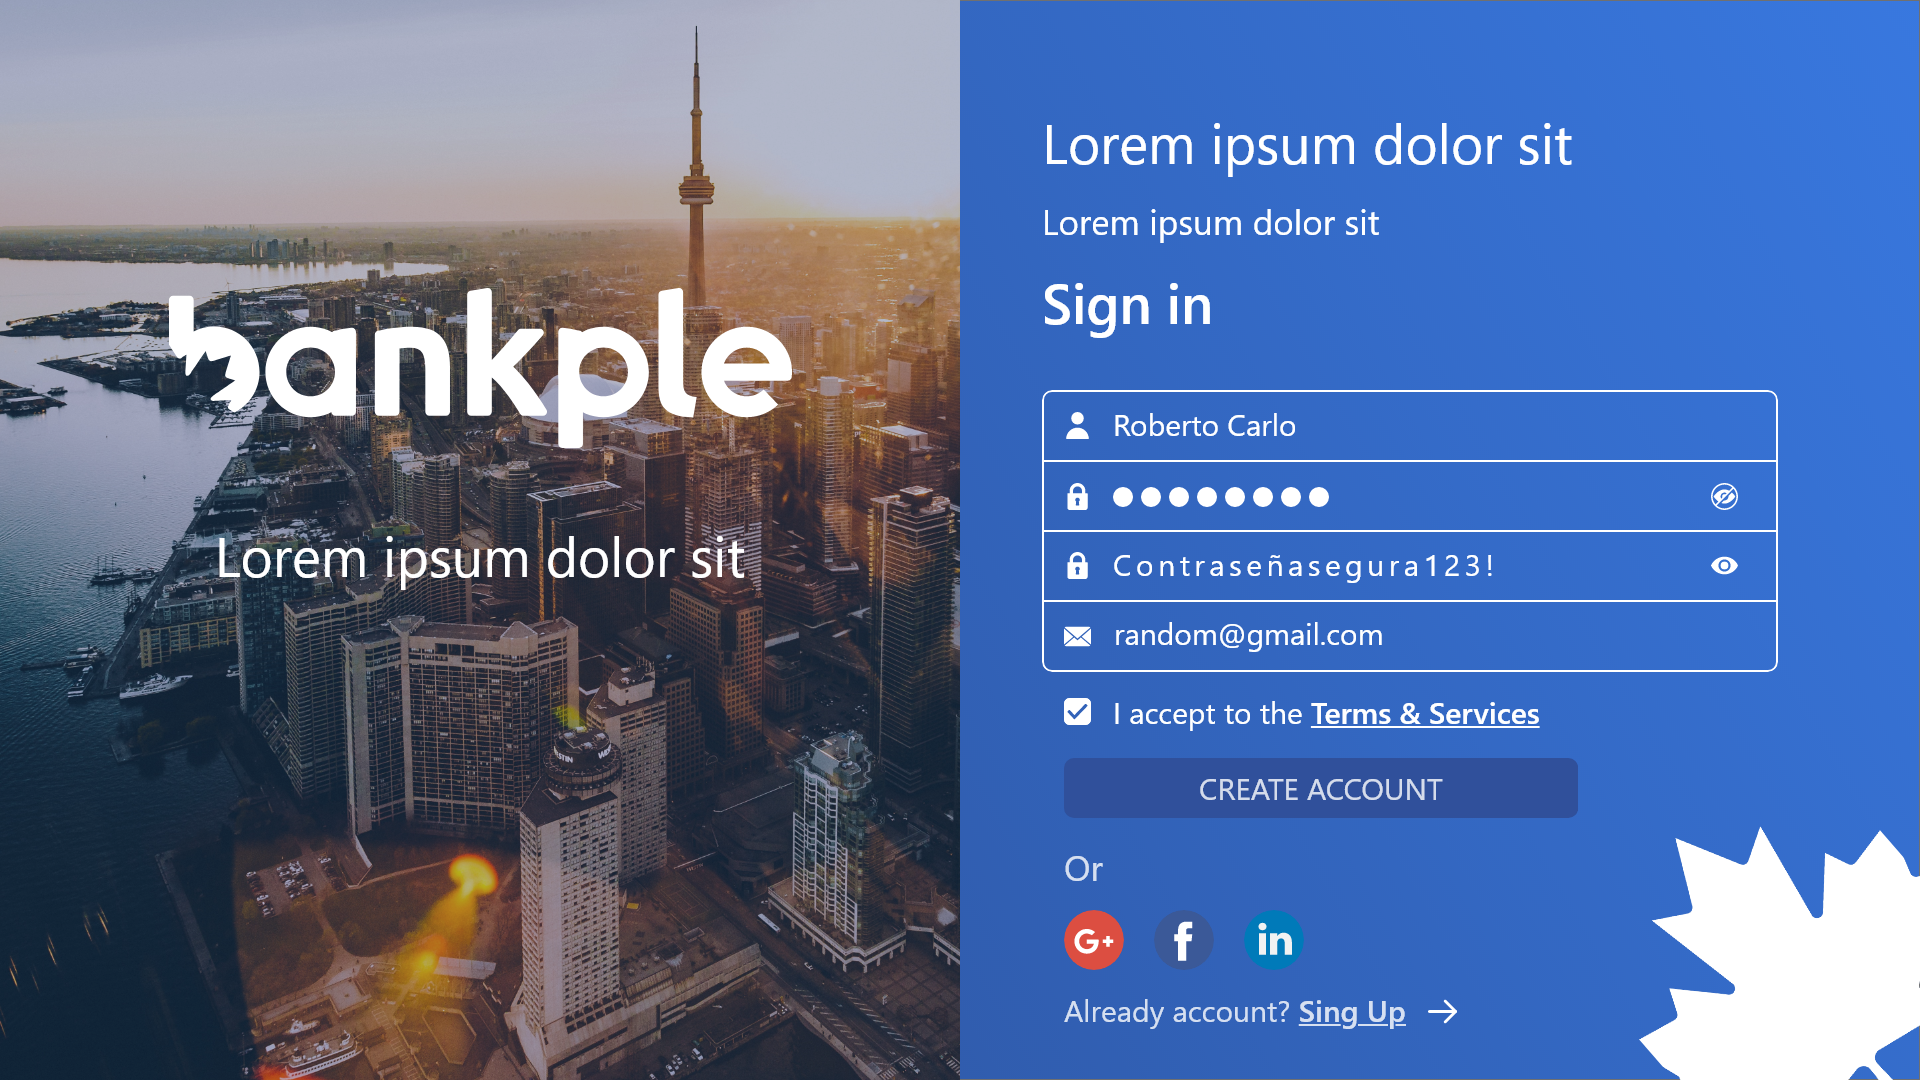 bankple
Lorem ipsum dolor sit
Lorem ipsum dolor sit
Lorem ipsum dolor sit
Sign in
Roberto Carlo
●●●●●●●●
Contraseñasegura123!
random@gmail.com
I accept to the Terms & Services
CREATE ACCOUNT
Or
G+ f in
Already account? Sing Up →